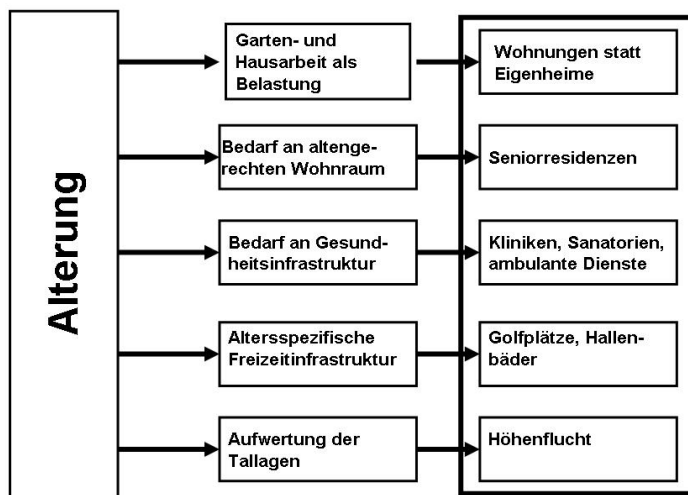 Alterung
Garten- und
Hausarbeit als
Belastung
Wohnungen statt
Eigenheime
Bedarf an altenge-
rechten Wohnraum
Seniorresidenzen
Bedarf an Gesund-
heitsinfrastruktur
Kliniken, Sanatorien,
ambulante Dienste
Altersspezifische
Freizeitinfrastruktur
Golfplätze, Hallen-
bäder
Aufwertung der
Tallagen
Höhenflucht